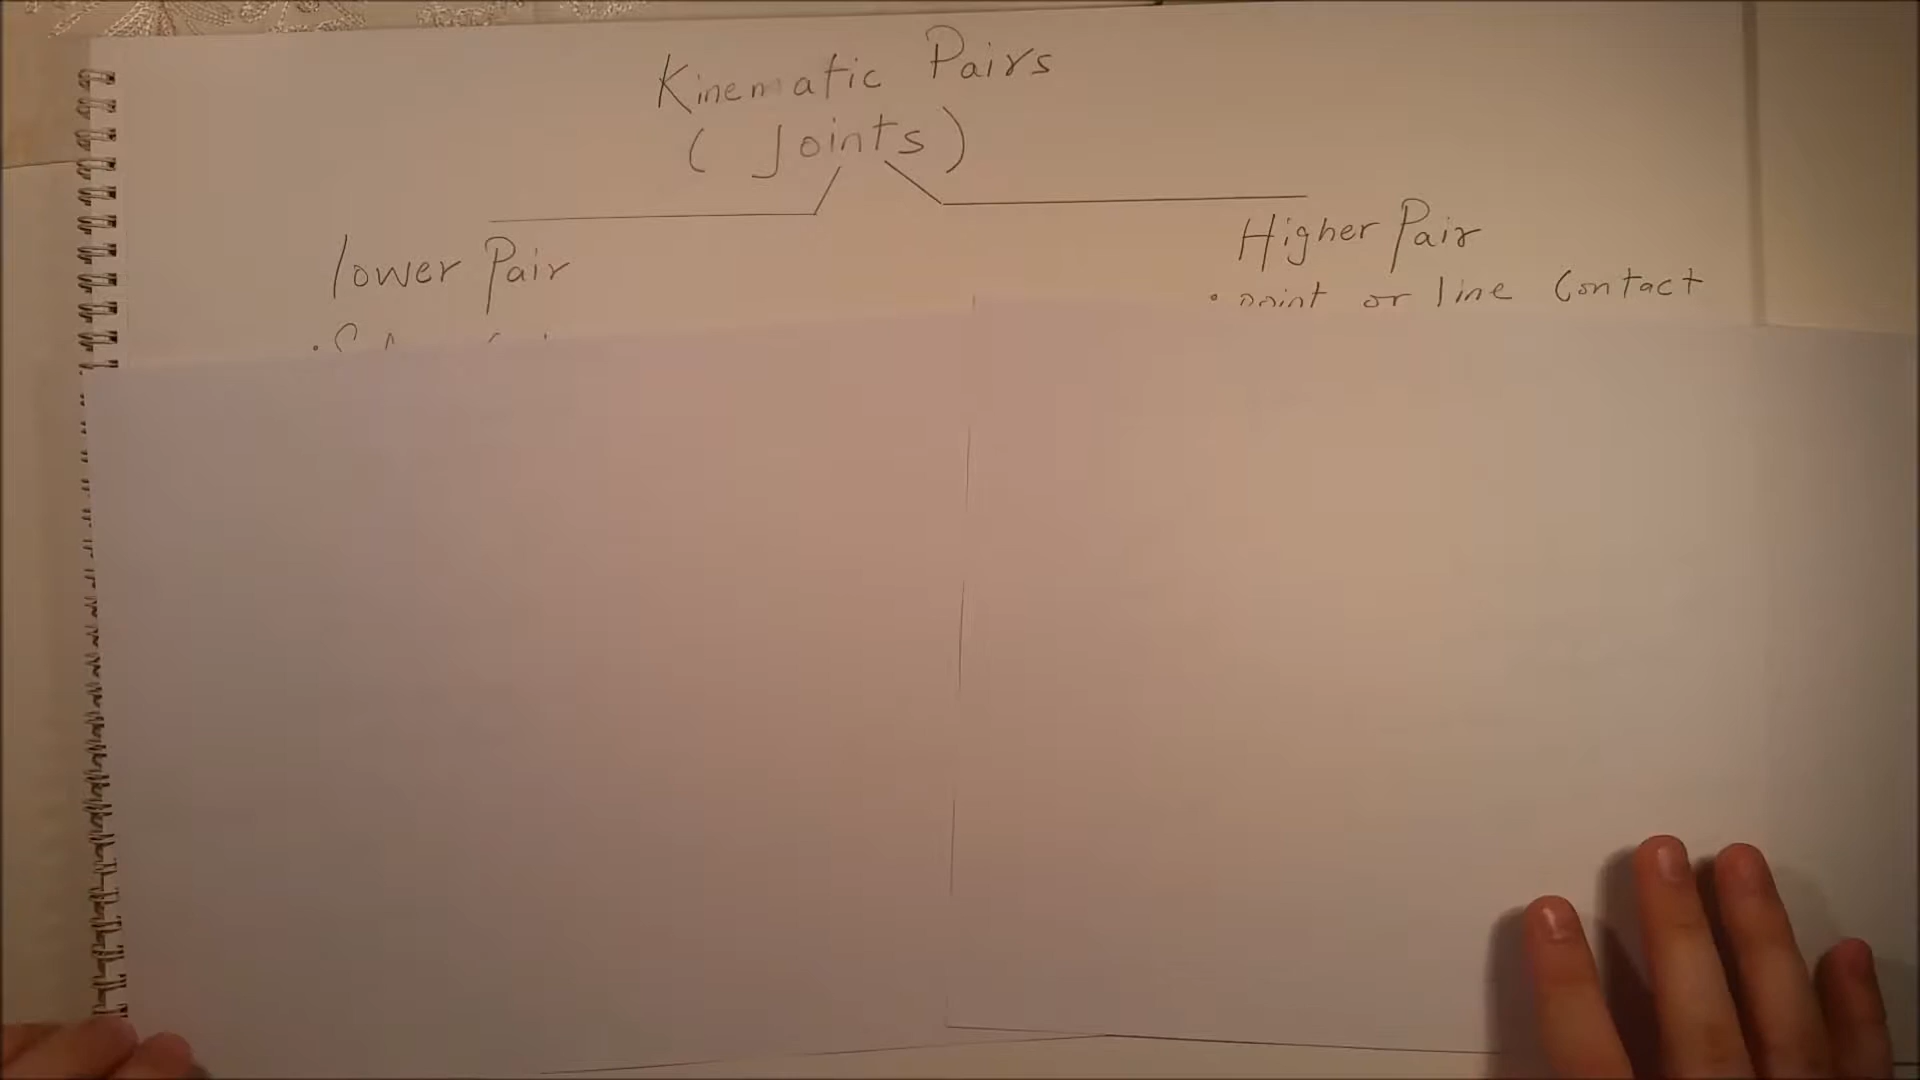 Kinematic Pairs
(Joints)
lower Pair
Higher Pair
• point or line Contact